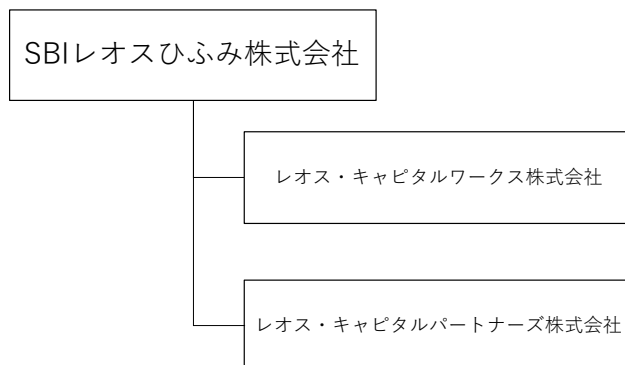 SBIレオスひふみ株式会社
レオス・キャピタルワークス株式会社
レオス・キャピタルパートナーズ株式会社